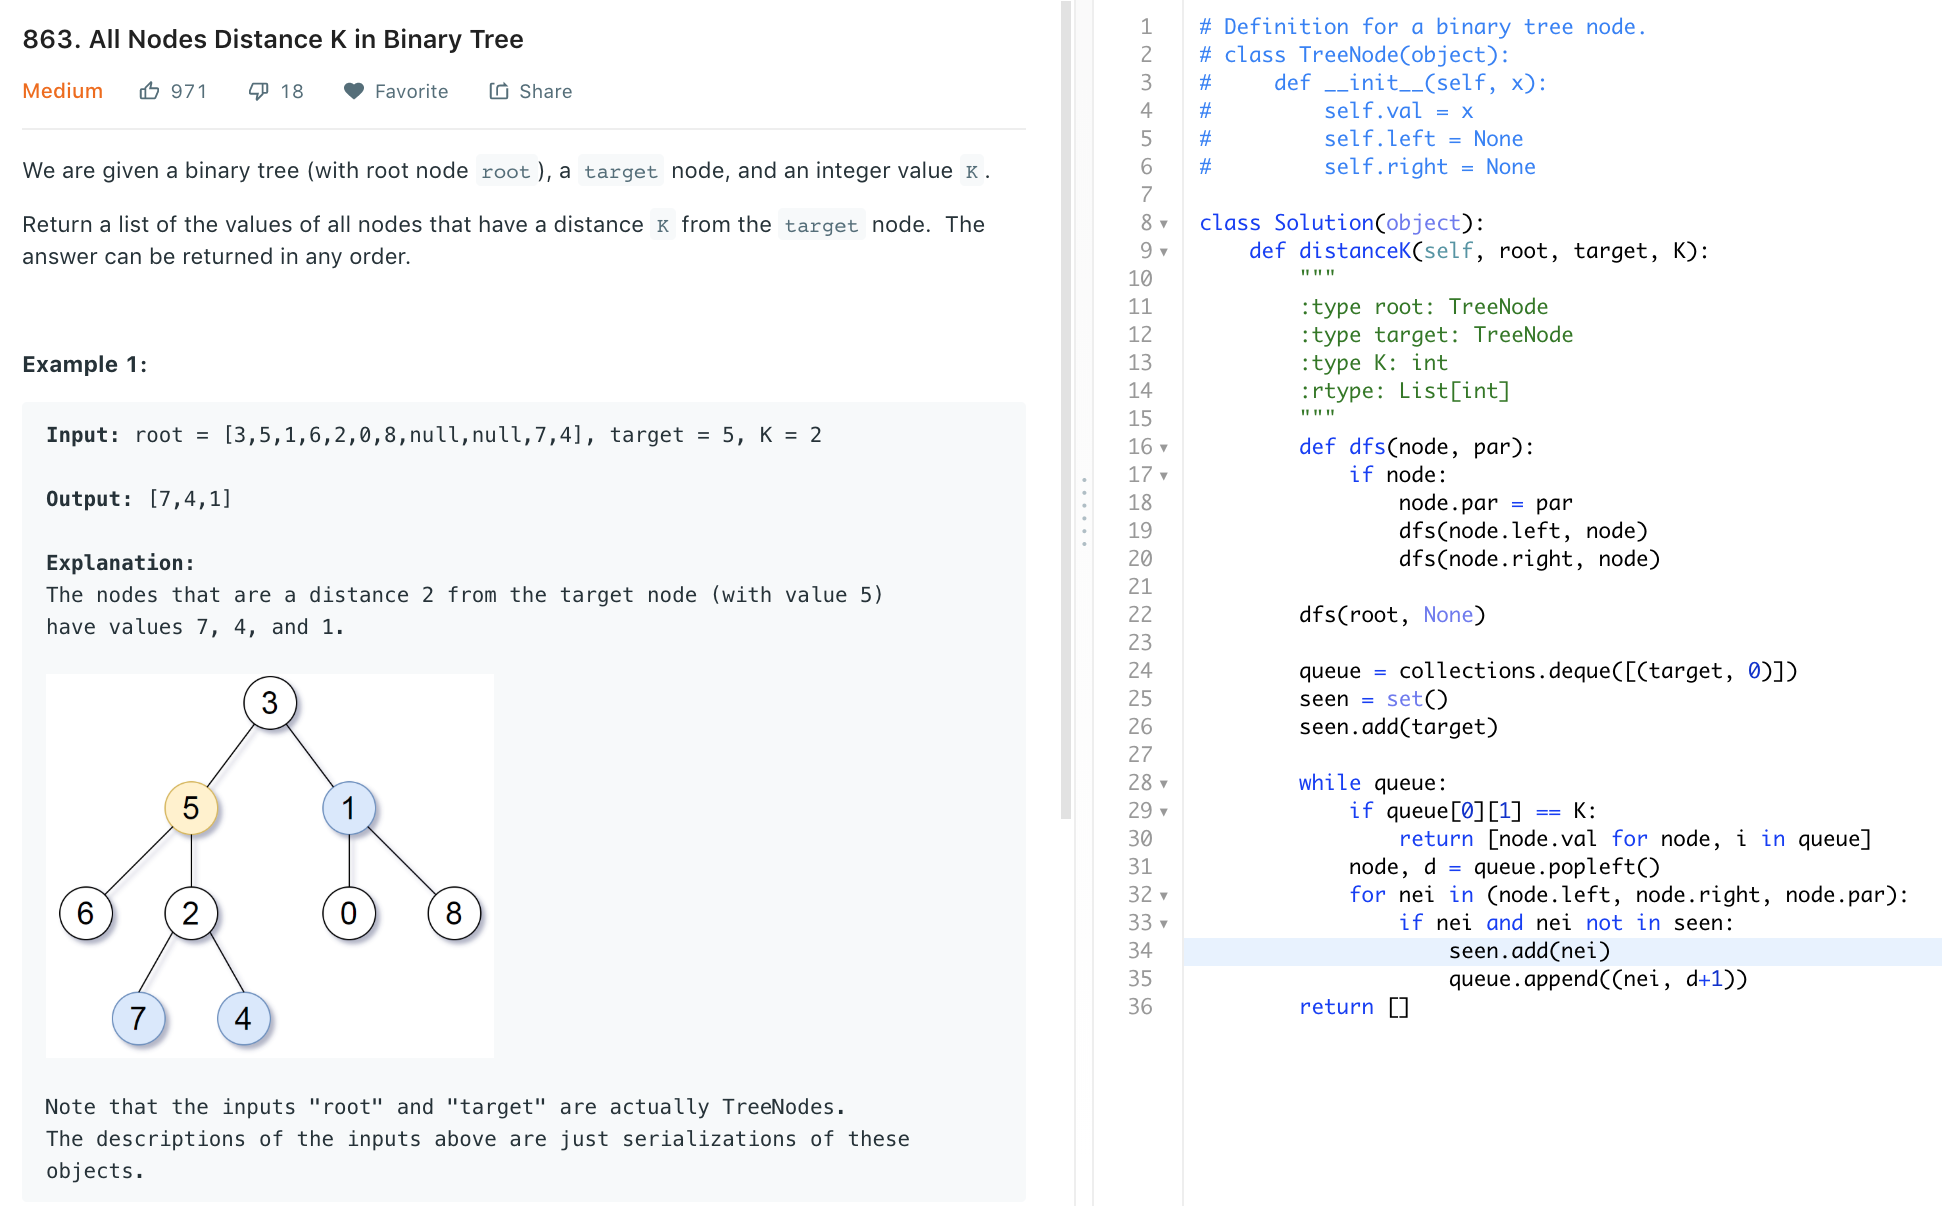 863. All Nodes Distance K in Binary Tree
Medium 971 18 Favorite Share
We are given a binary tree (with root node root ), a target node, and an integer value K .
Return a list of the values of all nodes that have a distance K from the target node. The
answer can be returned in any order.
Example 1:
Input: root = [3,5,1,6,2,0,8,null,null,7,4], target = 5, K = 2
Output: [7,4,1]
Explanation:
The nodes that are a distance 2 from the target node (with value 5)
have values 7, 4, and 1.
3
5 1
6 2 0 8
7 4
Note that the inputs "root" and "target" are actually TreeNodes.
The descriptions of the inputs above are just serializations of these
objects.
1 # Definition for a binary tree node.
2 # class TreeNode(object):
3 #     def __init__(self, x):
4 #         self.val = x
5 #         self.left = None
6 #         self.right = None
7
8 class Solution(object):
9     def distanceK(self, root, target, K):
10         """
11         :type root: TreeNode
12         :type target: TreeNode
13         :type K: int
14         :rtype: List[int]
15         """
16         def dfs(node, par):
17             if node:
18                 node.par = par
19                 dfs(node.left, node)
20                 dfs(node.right, node)
21
22         dfs(root, None)
23
24         queue = collections.deque([(target, 0)])
25         seen = set()
26         seen.add(target)
27
28         while queue:
29             if queue[0][1] == K:
30                 return [node.val for node, i in queue]
31             node, d = queue.popleft()
32             for nei in (node.left, node.right, node.par):
33                 if nei and nei not in seen:
34                     seen.add(nei)
35                     queue.append((nei, d+1))
36         return []